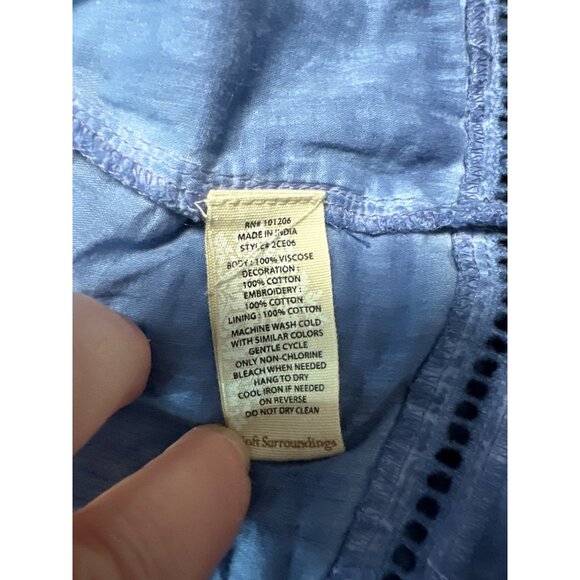 RN# 101206
MADE IN INDIA
STYLE# 2CE06
BODY : 100% VISCOSE
DECORATION :
100% COTTON
EMBROIDERY :
100% COTTON
LINING : 100% COTTON
MACHINE WASH COLD
WITH SIMILAR COLORS
GENTLE CYCLE
ONLY NON-CHLORINE
BLEACH WHEN NEEDED
HANG TO DRY
COOL IRON IF NEEDED
ON REVERSE
DO NOT DRY CLEAN
Soft Surroundings